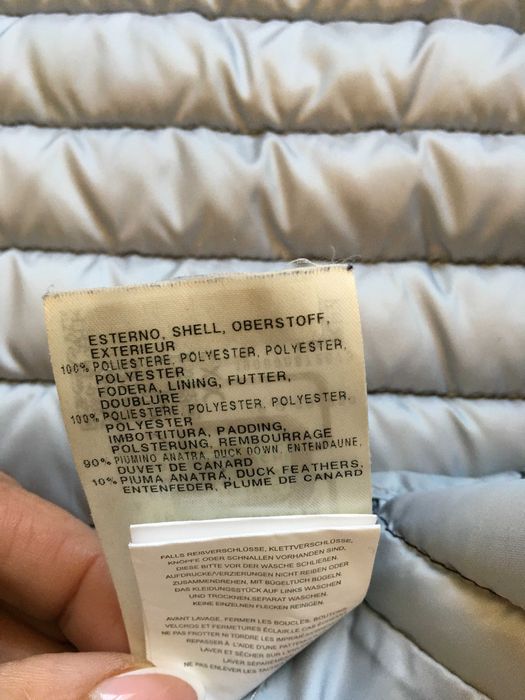 ESTERNO, SHELL, OBERSTOFF,
EXTERIEUR
100% POLIESTERE, POLYESTER, POLYESTER,
POLYESTER
FODERA, LINING, FUTTER,
DOUBLURE
100% POLIESTERE, POLYESTER, POLYESTER,
POLYESTER
IMBOTTITURA, PADDING,
POLSTERUNG, REMBOURRAGE
90% PIUMINO ANATRA, DUCK DOWN, ENTENDAUNE,
DUVET DE CANARD
10% PIUMA ANATRA, DUCK FEATHERS,
ENTENFEDER, PLUME DE CANARD
FALLS REIßVERSCHLÜSSE, KLETTVERSCHLÜSSE,
KNÖPFE ODER SCHNALLEN VORHANDEN SIND,
DIESE BITTE VOR DER WÄSCHE SCHLIEßEN.
AUFDRUCKE/VERZIERUNGEN NICHT REIBEN ODER
ZUSAMMENDREHEN, MIT BÜGELTUCH BÜGELN.
DAS KLEIDUNGSSTÜCK AUF LINKS WASCHEN
UND TROCKNEN.SEPARAT WASCHEN.
KEINE EINZELNEN FLECKEN REINIGEN.
AVANT LAVAGE, FERMER LES BOUCLES, BOUTONS,
VELCROS ET FERMETURES ÉCLAIR.LE CAS
NE PAS FROTTER NI TORDRE LES
REPASSER À L'AIDE D'UNE
LAVER ET SÉCHER SUR
LAVER
NE PAS ENLEVER LES